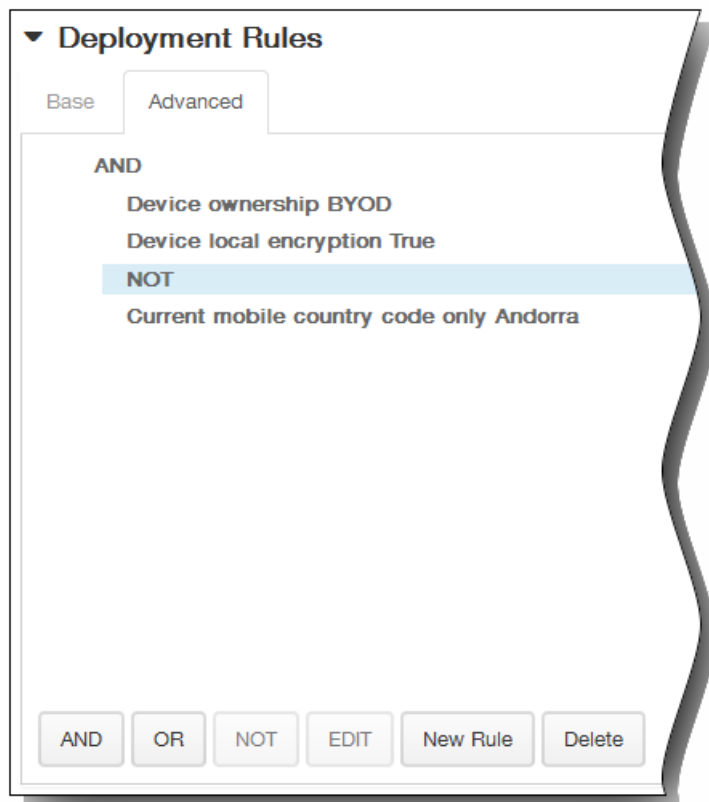 Deployment Rules
Base Advanced
AND
Device ownership BYOD
Device local encryption True
NOT
Current mobile country code only Andorra
AND OR NOT EDIT New Rule Delete